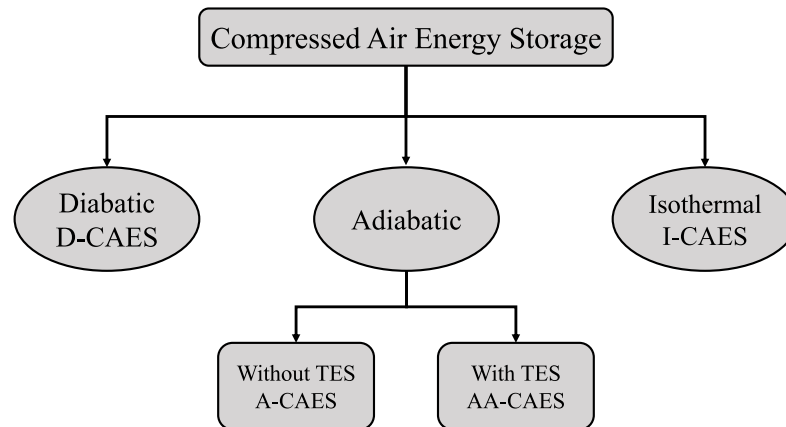 Compressed Air Energy Storage
Diabatic
D-CAES
Adiabatic
Isothermal
I-CAES
Without TES
A-CAES
With TES
AA-CAES